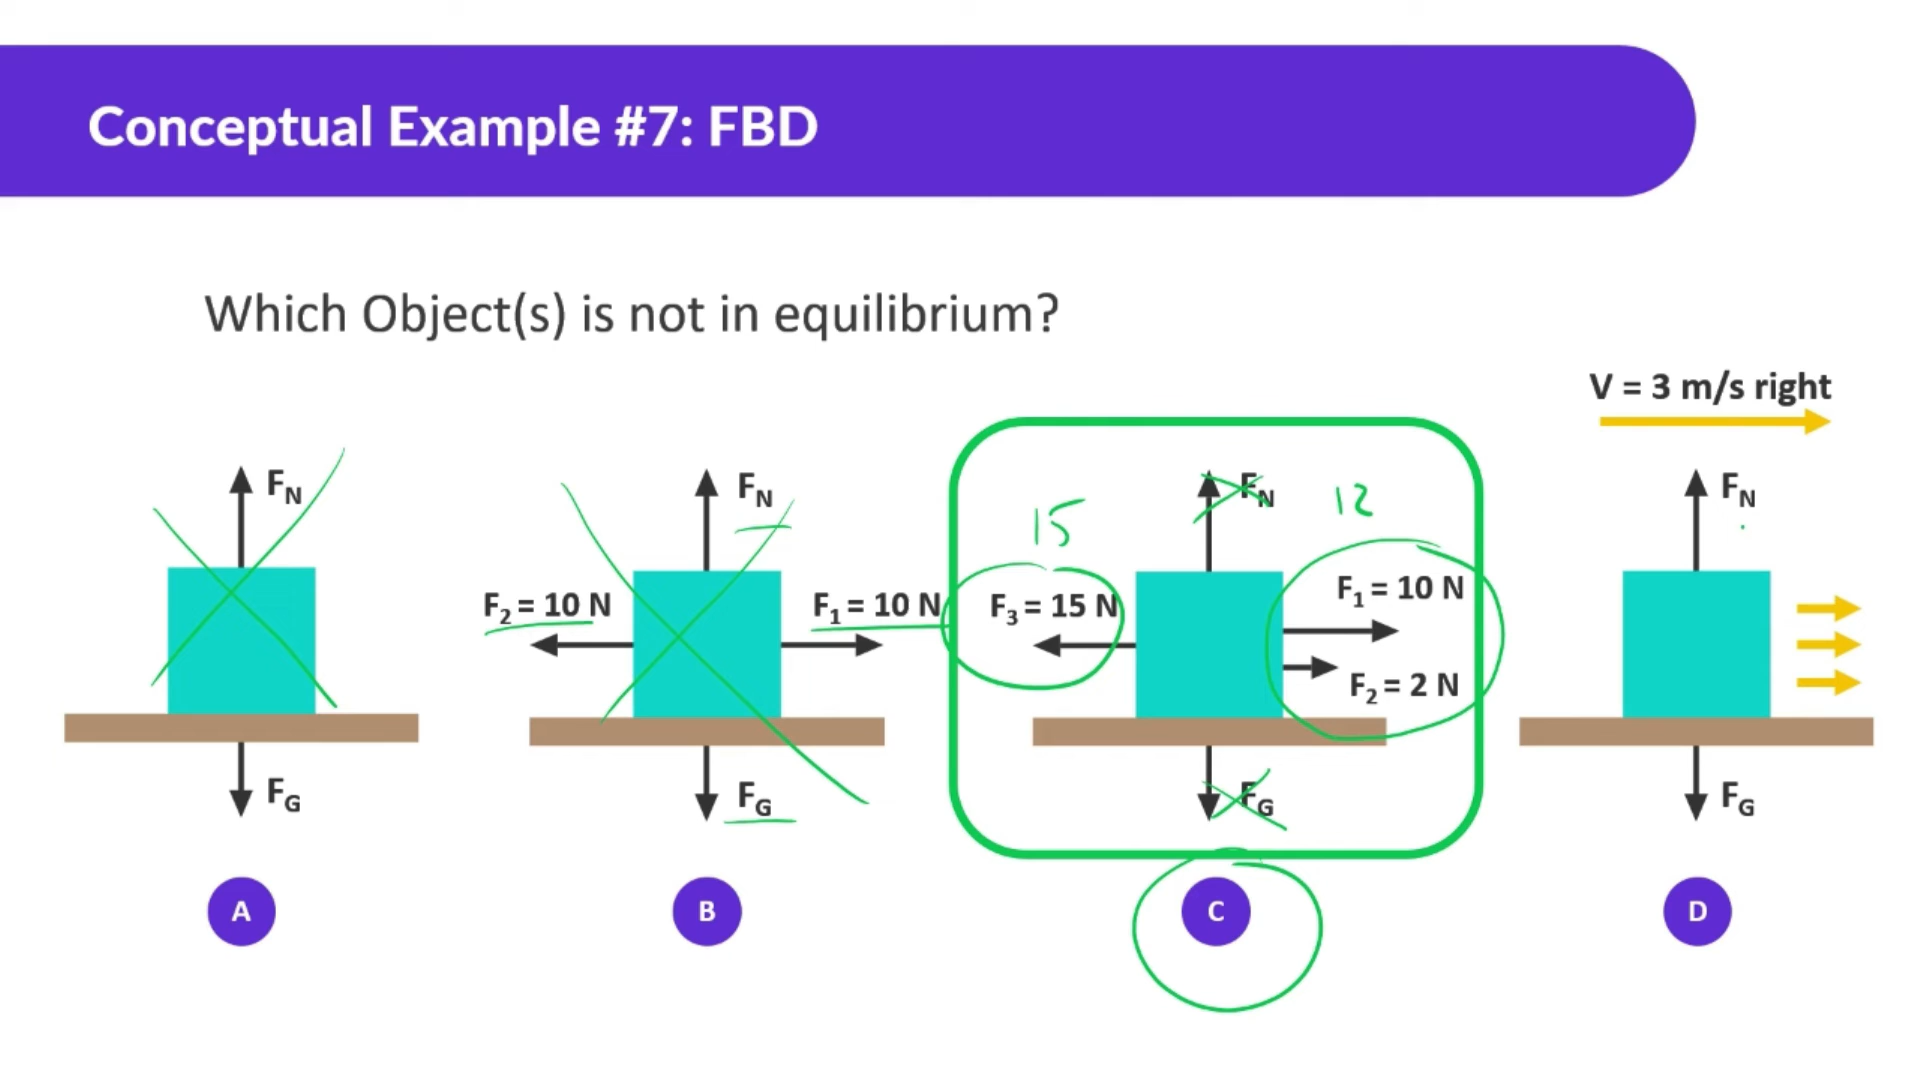 Conceptual Example #7: FBD
Which Object(s) is not in equilibrium?
V = 3 m/s right
FN
FG
A
FN
F2 = 10 N
F1 = 10 N
FG
B
FN
15
12
F3 = 15 N
F1 = 10 N
F2 = 2 N
FG
C
FN
FG
D